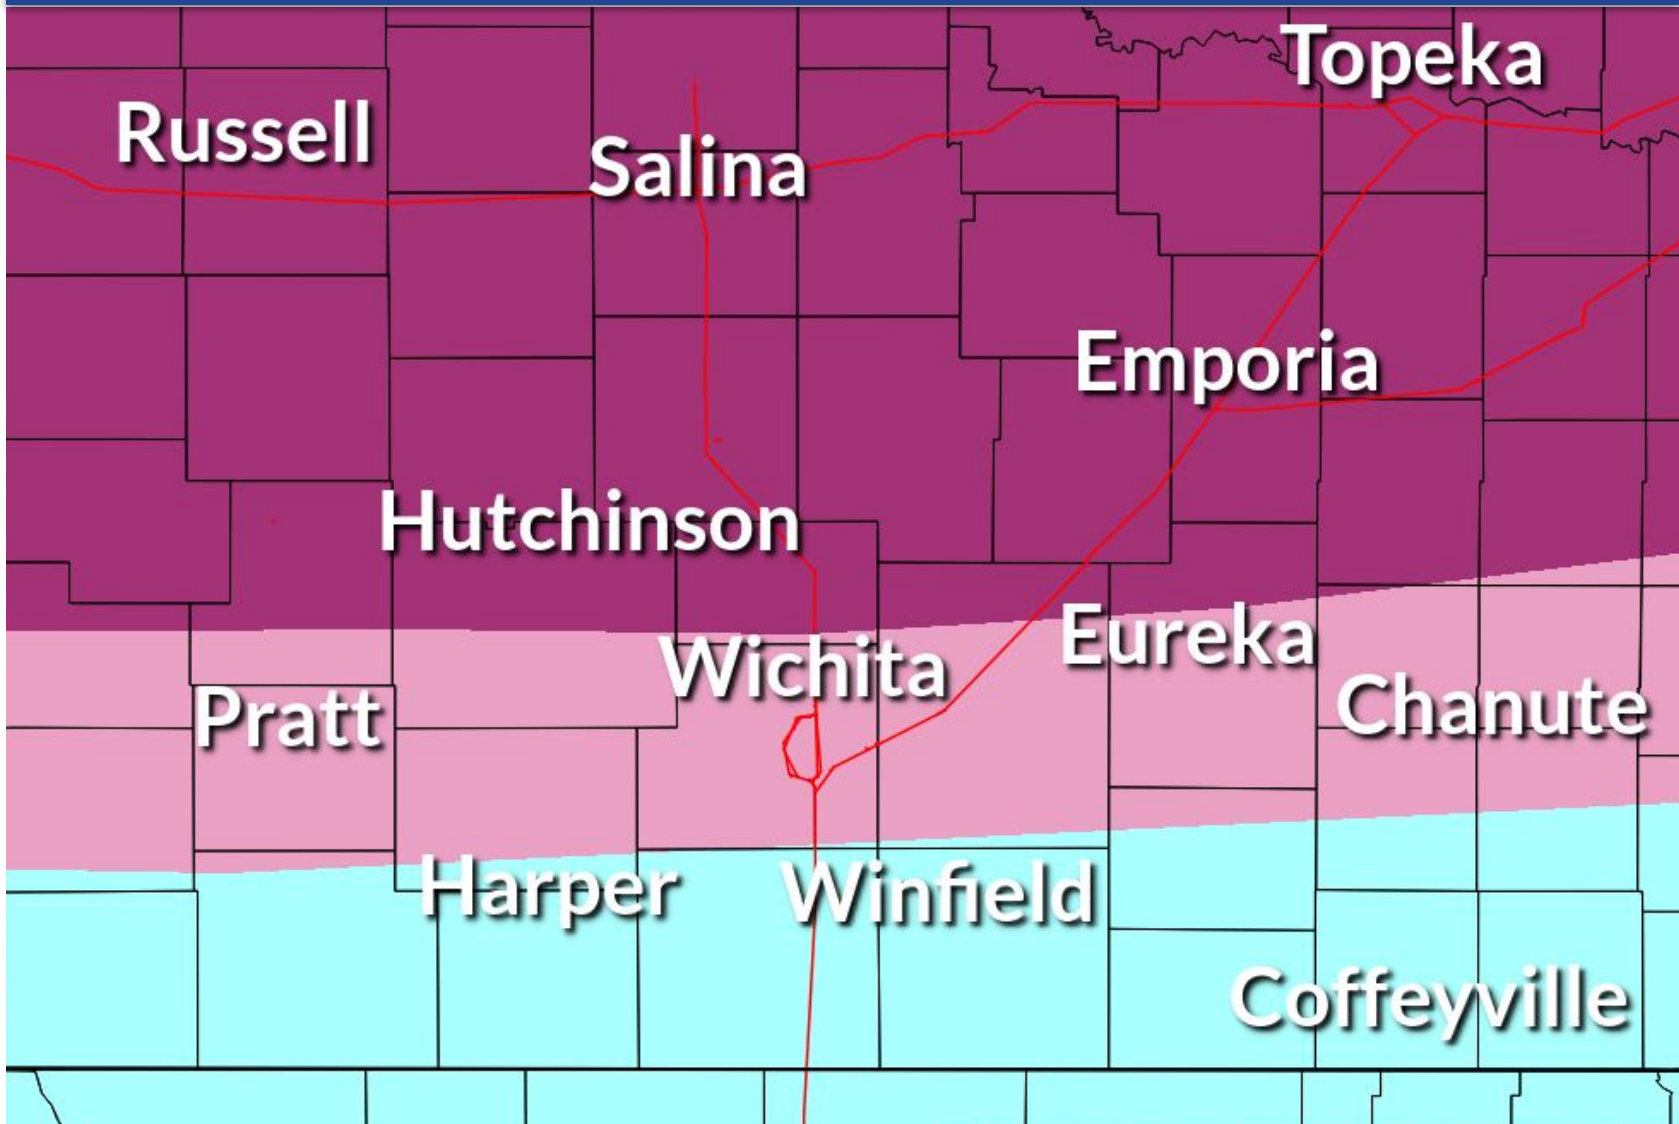 Topeka
Russell
Salina
Emporia
Hutchinson
Eureka
Wichita
Chanute
Pratt
Harper
Winfield
Coffeyville